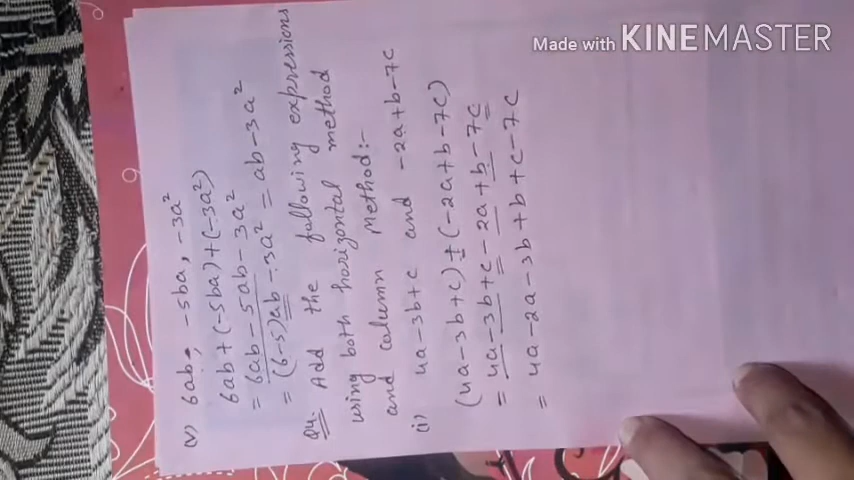 Made with KINEMASTER
(v) 6ab, -5ba, -3a²
6ab + (-5ba) + (-3a²)
= 6ab - 5ab - 3a²
= (6-5)ab - 3a² = ab - 3a²
Q4. Add the following expressions
using both horizontal method
and column method:-
(i) 4a - 3b + c and -2a + b - 7c
(4a - 3b + c) + (-2a + b - 7c)
= 4a - 3b + c - 2a + b - 7c
= 4a - 2a - 3b + b + c - 7c